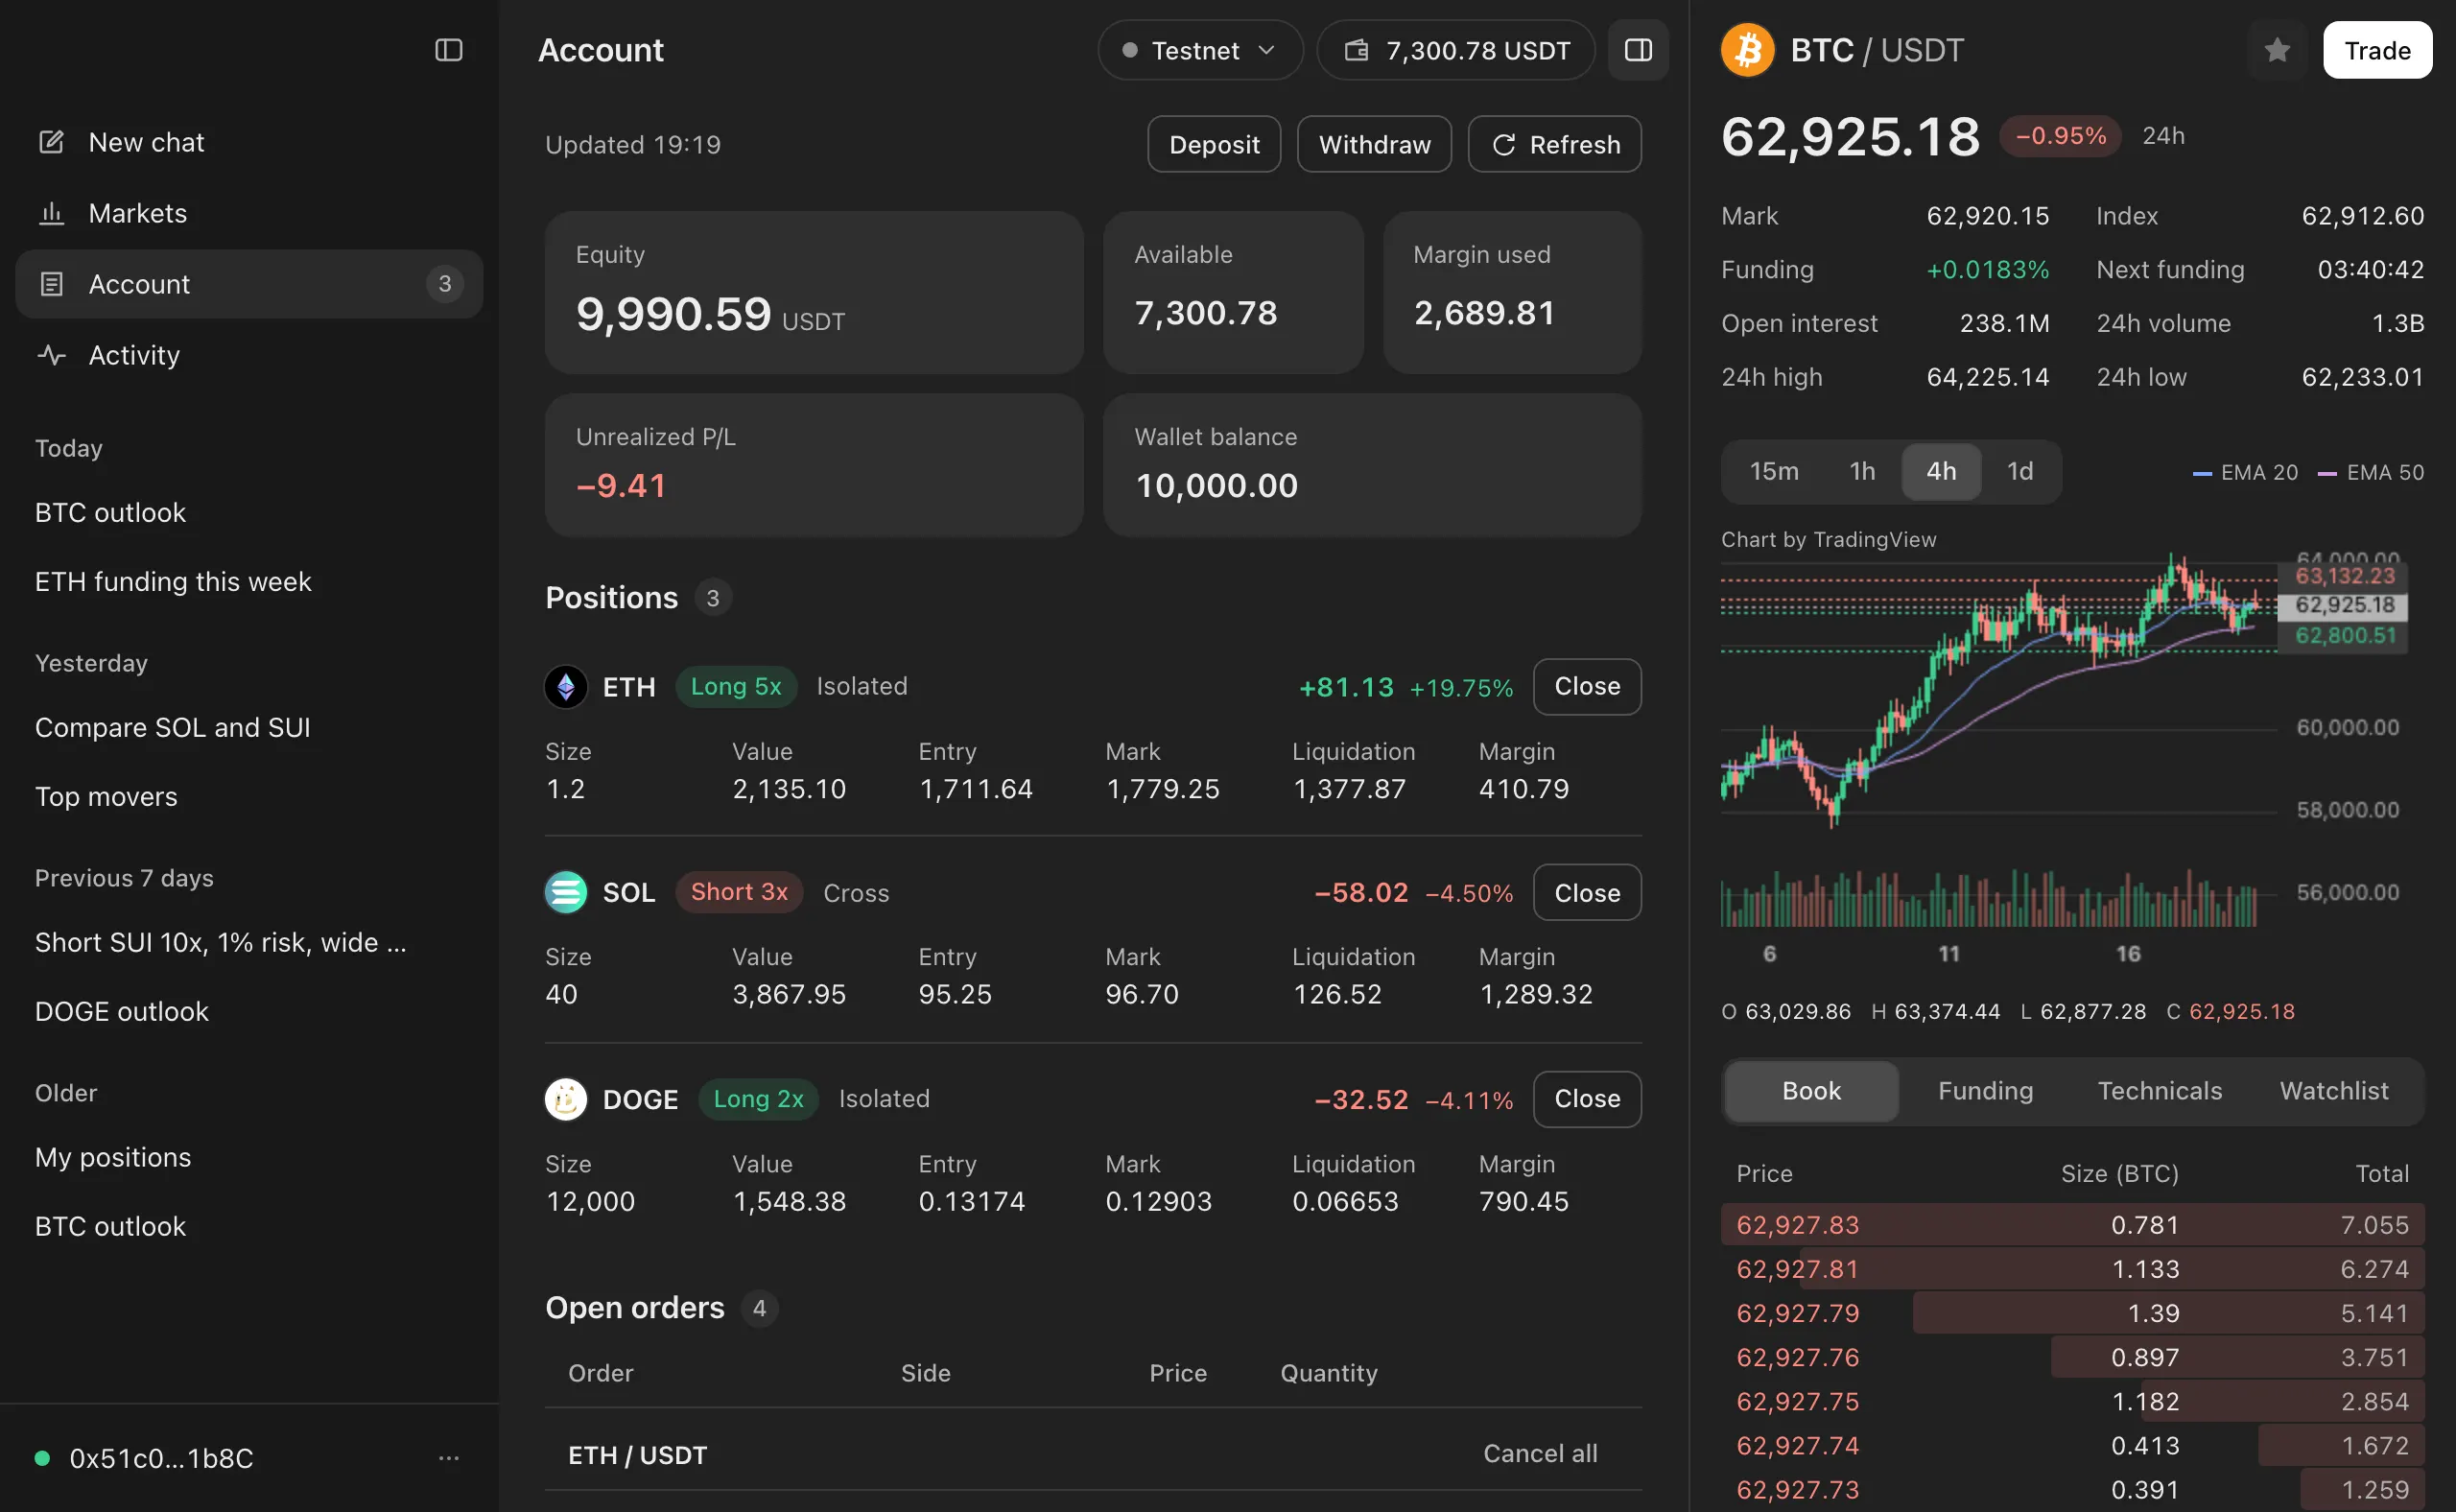 New chat
Markets
Account 3
Activity
Today
BTC outlook
ETH funding this week
Yesterday
Compare SOL and SUI
Top movers
Previous 7 days
Short SUI 10x, 1% risk, wide ...
DOGE outlook
Older
My positions
BTC outlook
0x51c0...1b8C
Account
Testnet
7,300.78 USDT
Updated 19:19
Deposit
Withdraw
Refresh
Equity
9,990.59 USDT
Available
7,300.78
Margin used
2,689.81
Unrealized P/L
−9.41
Wallet balance
10,000.00
Positions 3
ETH Long 5x Isolated +81.13 +19.75% Close
Size Value Entry Mark Liquidation Margin
1.2 2,135.10 1,711.64 1,779.25 1,377.87 410.79
SOL Short 3x Cross −58.02 −4.50% Close
Size Value Entry Mark Liquidation Margin
40 3,867.95 95.25 96.70 126.52 1,289.32
DOGE Long 2x Isolated −32.52 −4.11% Close
Size Value Entry Mark Liquidation Margin
12,000 1,548.38 0.13174 0.12903 0.06653 790.45
Open orders 4
Order Side Price Quantity
ETH / USDT Cancel all
BTC / USDT
Trade
62,925.18 −0.95% 24h
Mark 62,920.15 Index 62,912.60
Funding +0.0183% Next funding 03:40:42
Open interest 238.1M 24h volume 1.3B
24h high 64,225.14 24h low 62,233.01
15m 1h 4h 1d
EMA 20 EMA 50
Chart by TradingView
64,000.00
63,132.23
62,925.18
62,800.51
60,000.00
58,000.00
56,000.00
6 11 16
O 63,029.86 H 63,374.44 L 62,877.28 C 62,925.18
Book Funding Technicals Watchlist
Price Size (BTC) Total
62,927.83 0.781 7.055
62,927.81 1.133 6.274
62,927.79 1.39 5.141
62,927.76 0.897 3.751
62,927.75 1.182 2.854
62,927.74 0.413 1.672
62,927.73 0.391 1.259